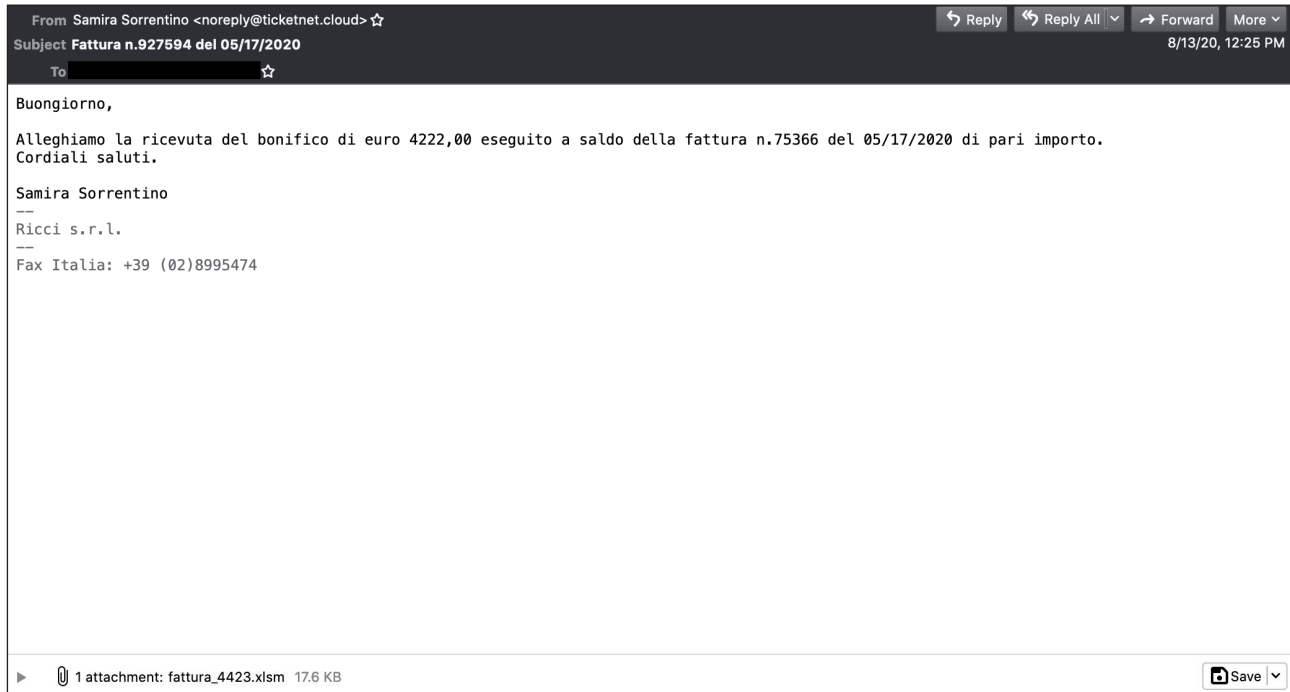 From Samira Sorrentino <noreply@ticketnet.cloud>
Reply Reply All Forward More
Subject Fattura n.927594 del 05/17/2020
8/13/20, 12:25 PM
To
Buongiorno,
Alleghiamo la ricevuta del bonifico di euro 4222,00 eseguito a saldo della fattura n.75366 del 05/17/2020 di pari importo.
Cordiali saluti.
Samira Sorrentino
--
Ricci s.r.l.
--
Fax Italia: +39 (02)8995474
1 attachment: fattura_4423.xlsm 17.6 KB
Save